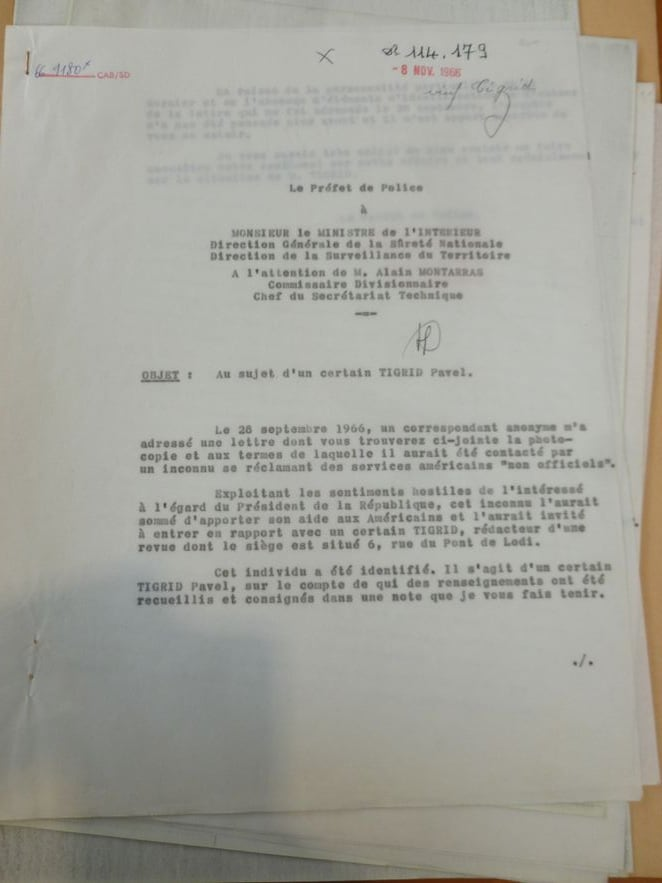 9180 CAB/SD
114.179
- 8 NOV. 1966
Le Préfet de Police
à
MONSIEUR le MINISTRE de l'INTERIEUR
Direction Générale de la Sûreté Nationale
Direction de la Surveillance du Territoire
A l'attention de M. Alain MONTARRAS
Commissaire Divisionnaire
Chef du Secrétariat Technique
OBJET : Au sujet d'un certain TIGRID Pavel.
Le 28 septembre 1966, un correspondant anonyme m'a
adressé une lettre dont vous trouverez ci-jointe la photo-
copie et aux termes de laquelle il aurait été contacté par
un inconnu se réclamant des services américains "non officiels".
Exploitant les sentiments hostiles de l'intéressé
à l'égard du Président de la République, cet inconnu l'aurait
sommé d'apporter son aide aux Américains et l'aurait invité
à entrer en rapport avec un certain TIGRID, rédacteur d'une
revue dont le siège est situé 6, rue du Pont de Lodi.
Cet individu a été identifié. Il s'agit d'un certain
TIGRID Pavel, sur le compte de qui des renseignements ont été
recueillis et consignés dans une note que je vous fais tenir.
./.